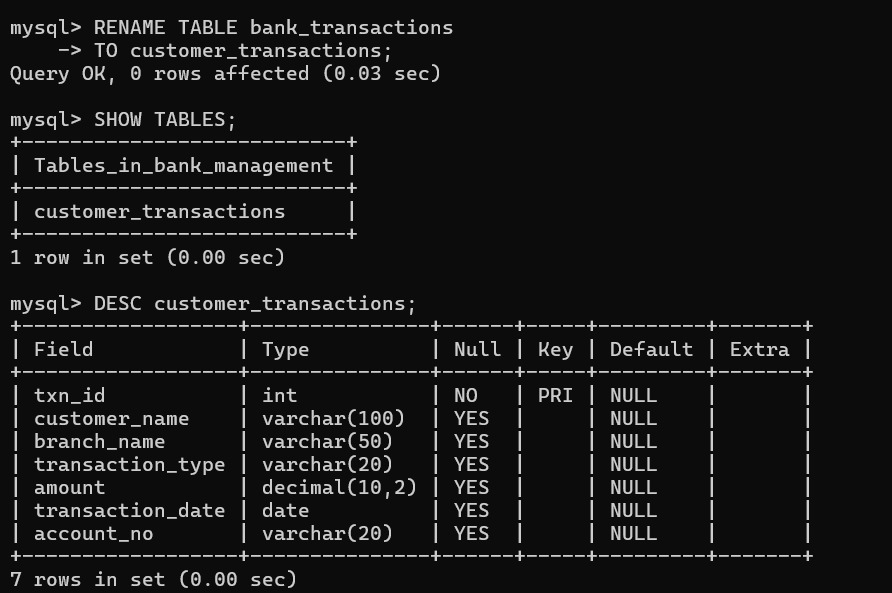 mysql> RENAME TABLE bank_transactions
    -> TO customer_transactions;
Query OK, 0 rows affected (0.03 sec)

mysql> SHOW TABLES;
+---------------------------+
| Tables_in_bank_management |
+---------------------------+
| customer_transactions     |
+---------------------------+
1 row in set (0.00 sec)

mysql> DESC customer_transactions;
+------------------+---------------+------+-----+---------+-------+
| Field            | Type          | Null | Key | Default | Extra |
+------------------+---------------+------+-----+---------+-------+
| txn_id           | int           | NO   | PRI | NULL    |       |
| customer_name    | varchar(100)  | YES  |     | NULL    |       |
| branch_name      | varchar(50)   | YES  |     | NULL    |       |
| transaction_type | varchar(20)   | YES  |     | NULL    |       |
| amount           | decimal(10,2) | YES  |     | NULL    |       |
| transaction_date | date          | YES  |     | NULL    |       |
| account_no       | varchar(20)   | YES  |     | NULL    |       |
+------------------+---------------+------+-----+---------+-------+
7 rows in set (0.00 sec)